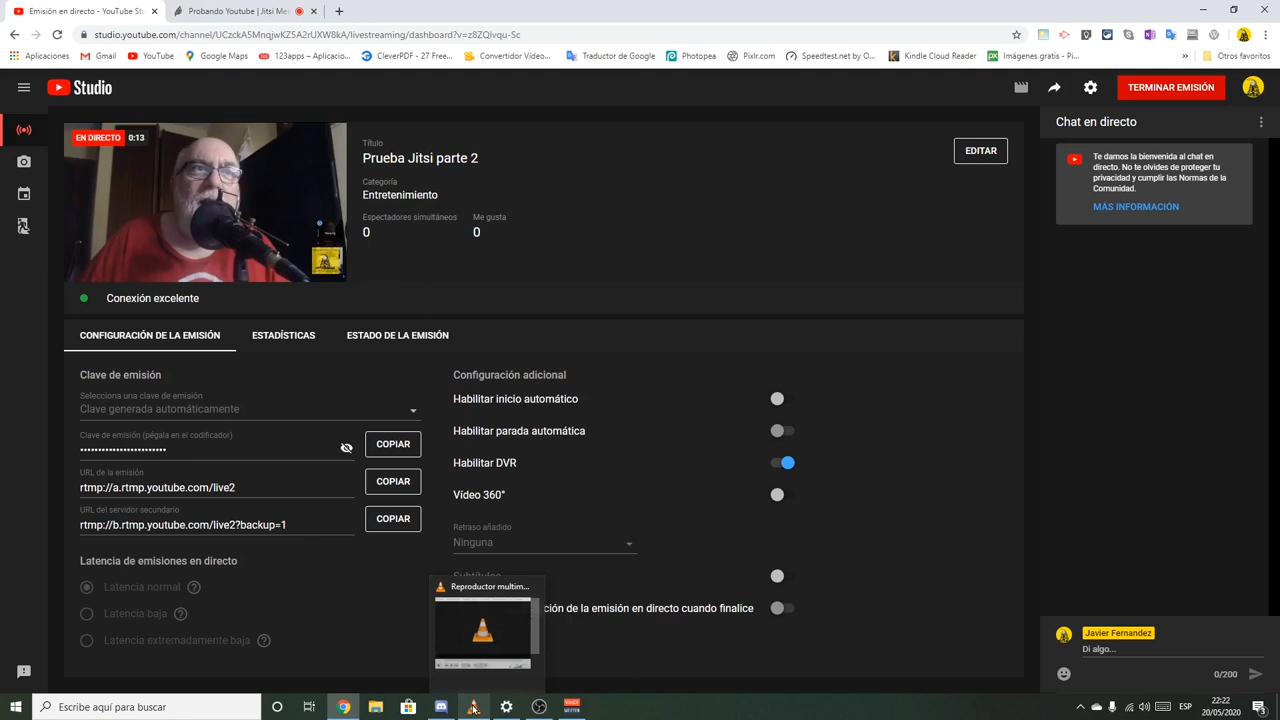 Emisión en directo - YouTube Stu
Probando Youtube | Jitsi Me
studio.youtube.com/channel/UCzckA5MnqjwKZ5A2rUXW8kA/livestreaming/dashboard?v=z8ZQIvqu-Sc
Aplicaciones
Gmail
YouTube
Google Maps
123apps – Aplicacio...
CleverPDF - 27 Free...
Convertidor Vídeo...
Traductor de Google
Photopea
Pixlr.com
Speedtest.net by O...
Kindle Cloud Reader
Imágenes gratis - Pi...
»
Otros favoritos
Studio
TERMINAR EMISIÓN
EN DIRECTO 0:13
Título
Prueba Jitsi parte 2
Categoría
Entretenimiento
Espectadores simultáneos
Me gusta
0
0
EDITAR
Conexión excelente
Chat en directo
Te damos la bienvenida al chat en
directo. No te olvides de proteger tu
privacidad y cumplir las Normas de la
Comunidad.
MÁS INFORMACIÓN
CONFIGURACIÓN DE LA EMISIÓN
ESTADÍSTICAS
ESTADO DE LA EMISIÓN
Clave de emisión
Selecciona una clave de emisión
Clave generada automáticamente
Clave de emisión (pégala en el codificador)
••••••••••••••••••••••••
COPIAR
URL de la emisión
rtmp://a.rtmp.youtube.com/live2
COPIAR
URL del servidor secundario
rtmp://b.rtmp.youtube.com/live2?backup=1
COPIAR
Latencia de emisiones en directo
Latencia normal
Latencia baja
Latencia extremadamente baja
Configuración adicional
Habilitar inicio automático
Habilitar parada automática
Habilitar DVR
Vídeo 360°
Retraso añadido
Ninguna
Subtítulos
ción de la emisión en directo cuando finalice
Reproductor multim...
Javier Fernandez
Di algo...
0/200
Escribe aquí para buscar
ESP
22:22
20/05/2020
3